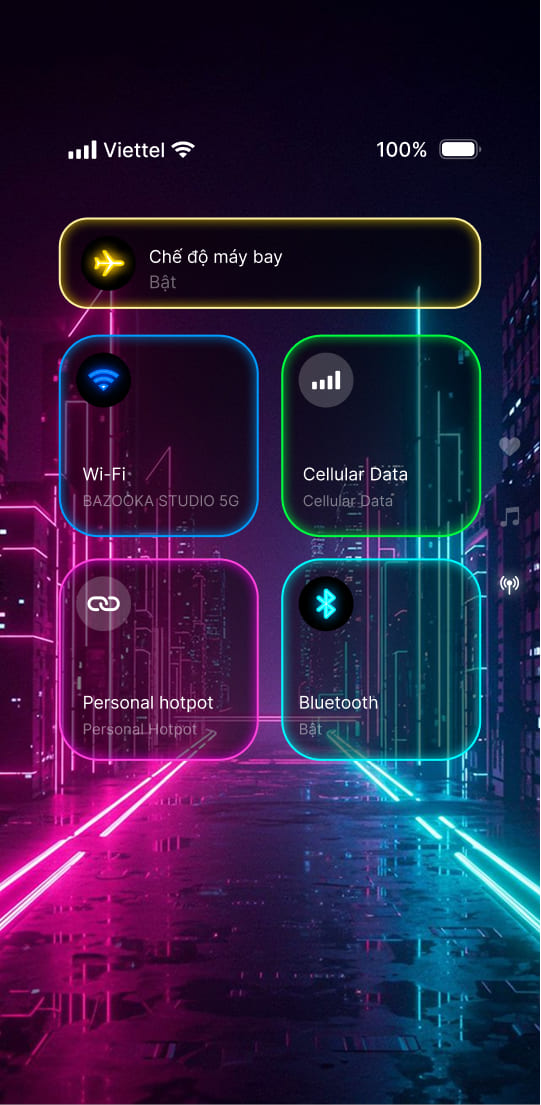 Viettel 100%
Chế độ máy bay
Bật
Wi-Fi
BAZOOKA STUDIO 5G
Cellular Data
Cellular Data
Personal hotpot
Personal Hotpot
Bluetooth
Bật